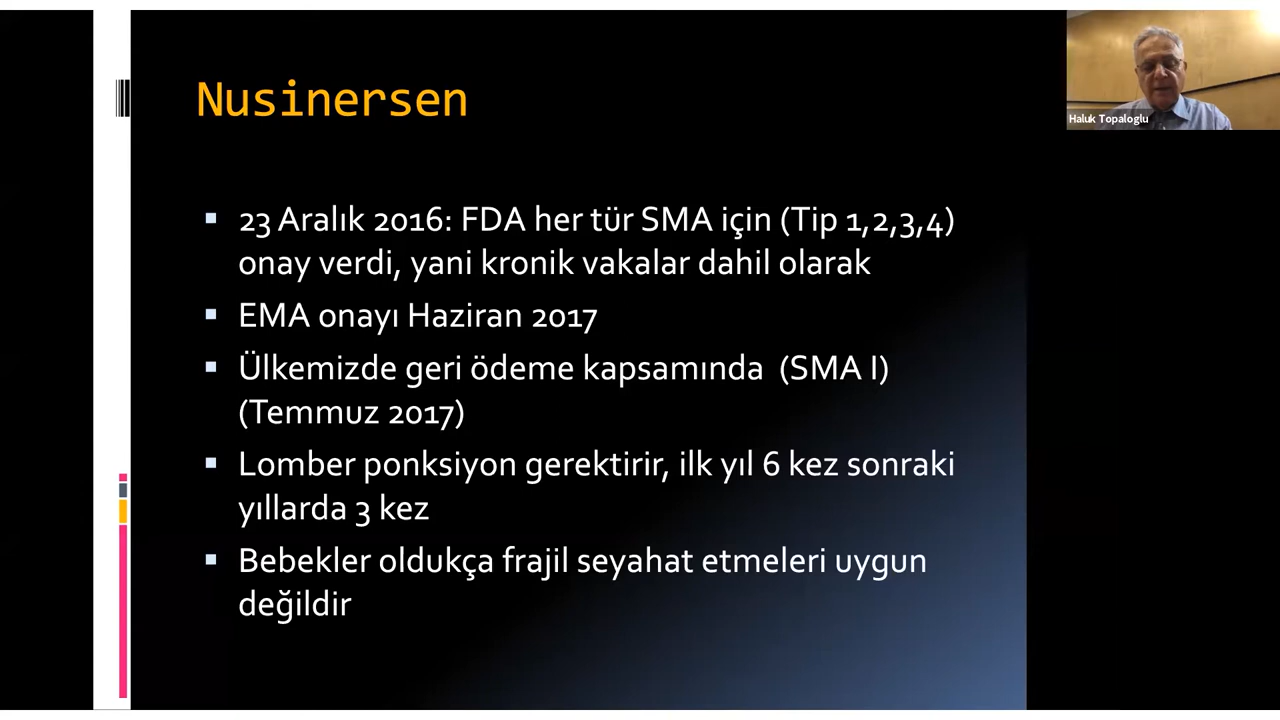 Nusinersen
Haluk Topaloglu
23 Aralık 2016: FDA her tür SMA için (Tip 1,2,3,4)
onay verdi, yani kronik vakalar dahil olarak
EMA onayı Haziran 2017
Ülkemizde geri ödeme kapsamında (SMA I)
(Temmuz 2017)
Lomber ponksiyon gerektirir, ilk yıl 6 kez sonraki
yıllarda 3 kez
Bebekler oldukça frajil seyahat etmeleri uygun
değildir